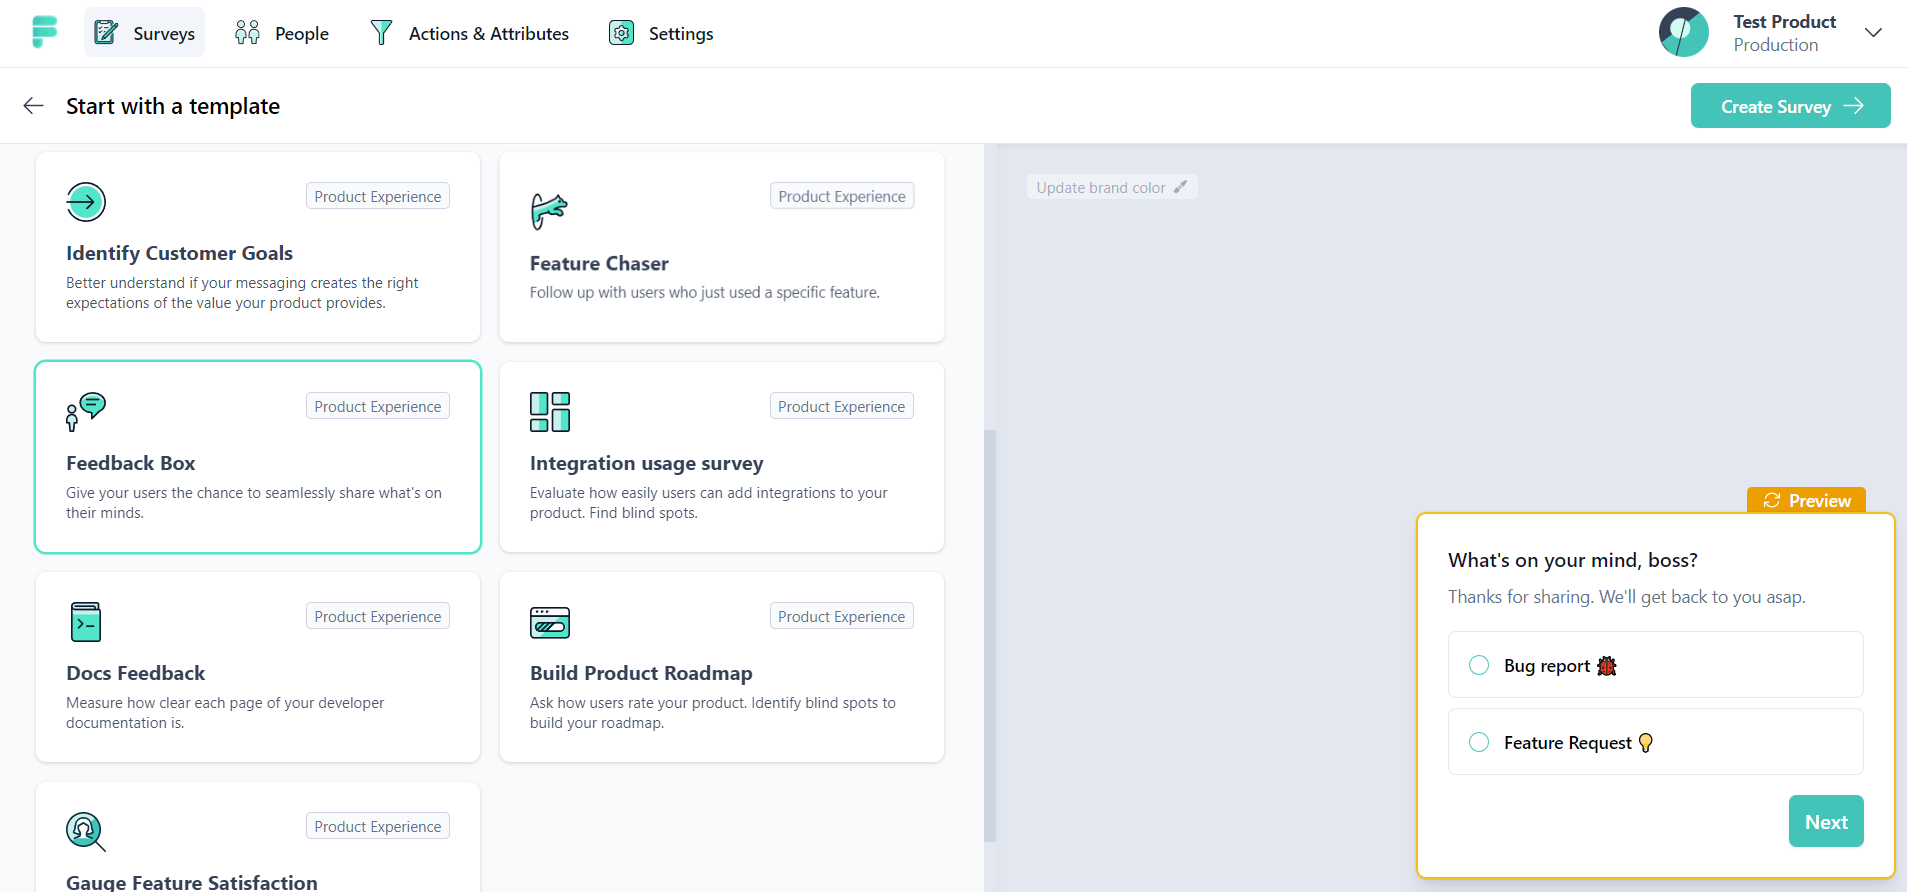 Surveys
People
Actions & Attributes
Settings
Test Product
Production
Start with a template
Create Survey
Product Experience
Identify Customer Goals
Better understand if your messaging creates the right
expectations of the value your product provides.
Product Experience
Feature Chaser
Follow up with users who just used a specific feature.
Product Experience
Feedback Box
Give your users the chance to seamlessly share what's on
their minds.
Product Experience
Integration usage survey
Evaluate how easily users can add integrations to your
product. Find blind spots.
Product Experience
Docs Feedback
Measure how clear each page of your developer
documentation is.
Product Experience
Build Product Roadmap
Ask how users rate your product. Identify blind spots to
build your roadmap.
Product Experience
Gauge Feature Satisfaction
Update brand color
Preview
What's on your mind, boss?
Thanks for sharing. We'll get back to you asap.
Bug report 🐞
Feature Request 💡
Next